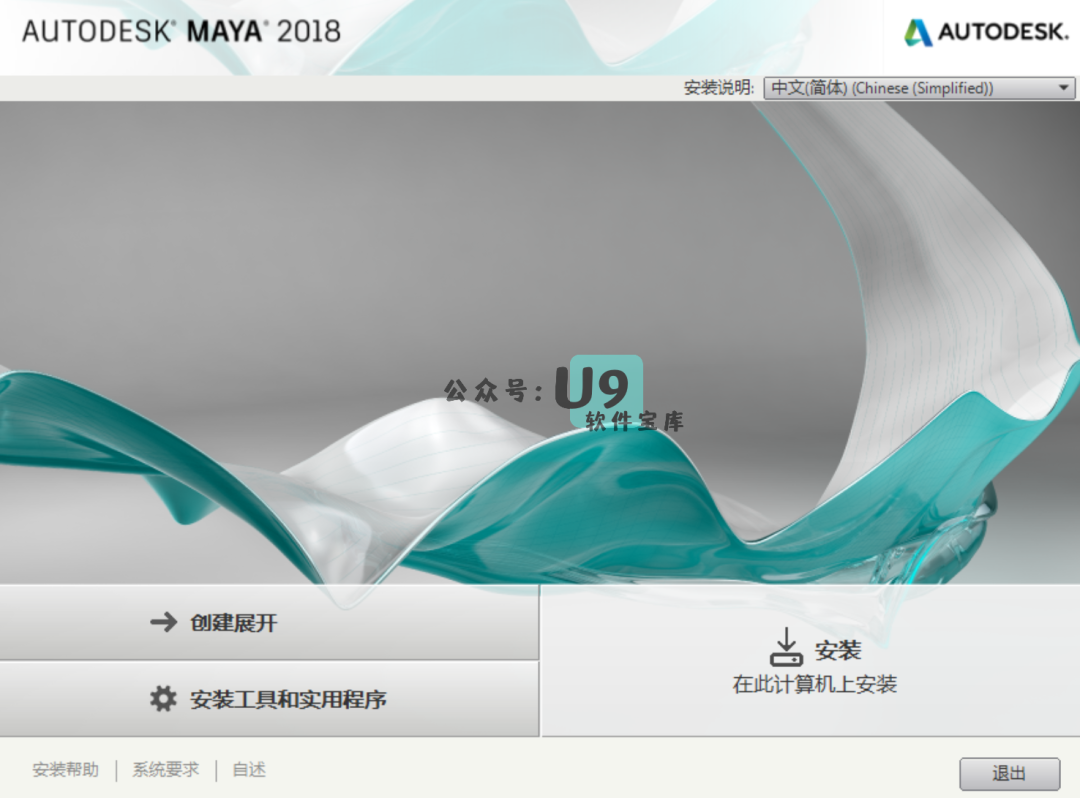 AUTODESK® MAYA® 2018
AUTODESK.
安装说明: 中文(简体) (Chinese (Simplified))
公众号: U9
软件宝库
创建展开
安装工具和实用程序
安装
在此计算机上安装
安装帮助 | 系统要求 | 自述
退出